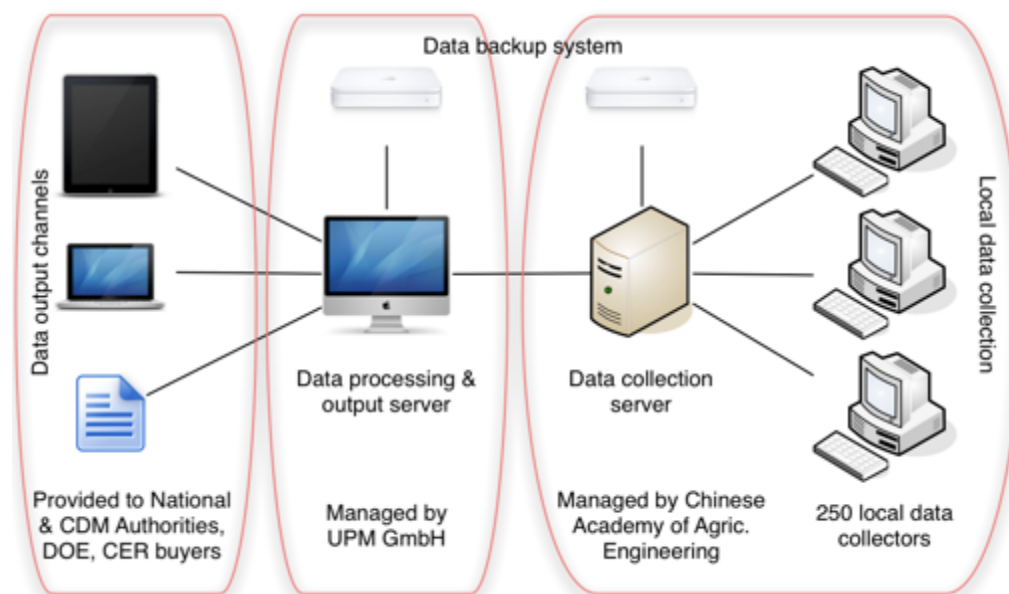 Data backup system
Data output channels
Local data
collection
Data processing &
output server
Data collection
server
Provided to National
& CDM Authorities,
DOE, CER buyers
Managed by
UPM GmbH
Managed by Chinese
Academy of Agric.
Engineering
250 local data
collectors